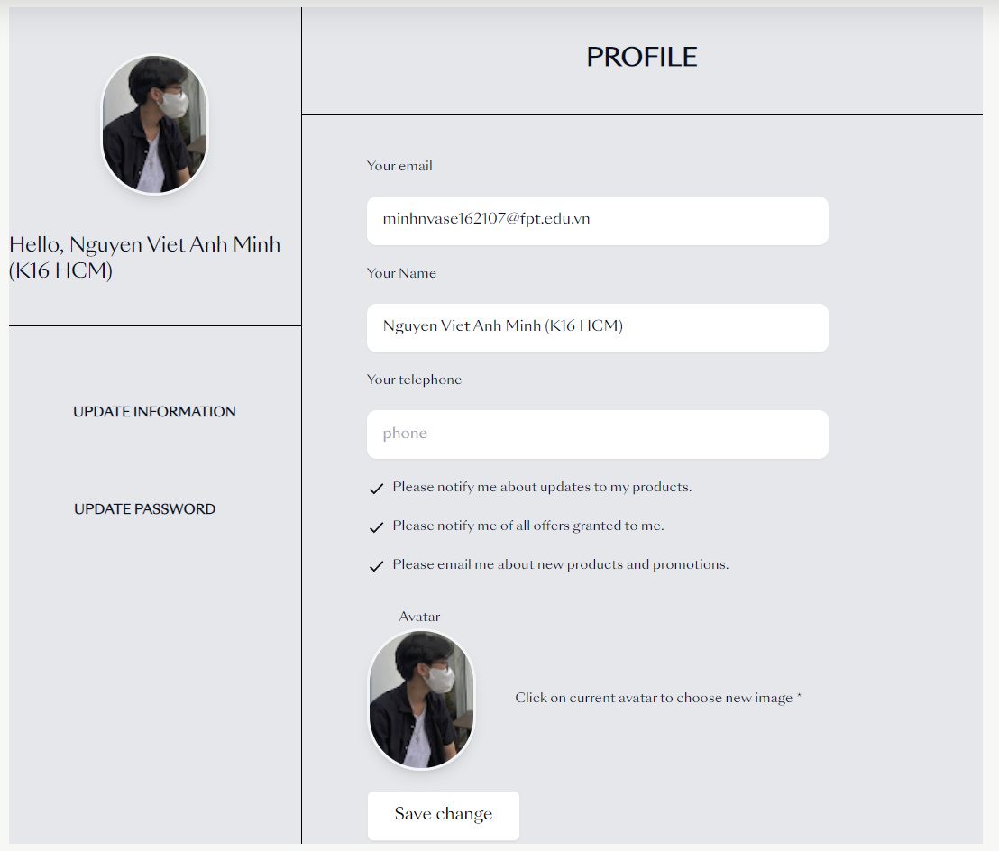 Hello, Nguyen Viet Anh Minh
(K16 HCM)
UPDATE INFORMATION
UPDATE PASSWORD
PROFILE
Your email
minhnvase162107@fpt.edu.vn
Your Name
Nguyen Viet Anh Minh (K16 HCM)
Your telephone
phone
Please notify me about updates to my products.
Please notify me of all offers granted to me.
Please email me about new products and promotions.
Avatar
Click on current avatar to choose new image *
Save change